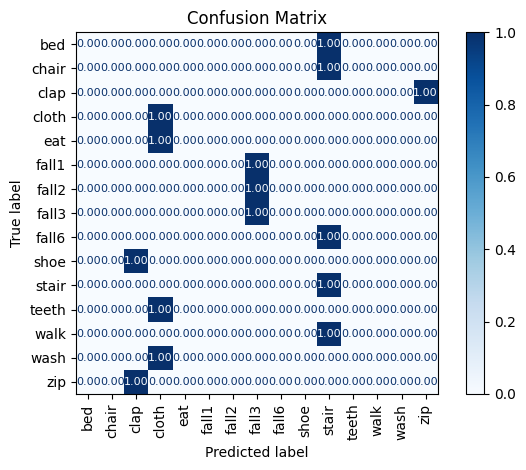 Confusion Matrix
bed 0.00 0.00 0.00 0.00 0.00 0.00 0.00 0.00 0.00 0.00 1.00 0.00 0.00 0.00 0.00
chair 0.00 0.00 0.00 0.00 0.00 0.00 0.00 0.00 0.00 0.00 1.00 0.00 0.00 0.00 0.00
clap 0.00 0.00 0.00 0.00 0.00 0.00 0.00 0.00 0.00 0.00 0.00 0.00 0.00 0.00 1.00
cloth 0.00 0.00 0.00 1.00 0.00 0.00 0.00 0.00 0.00 0.00 0.00 0.00 0.00 0.00 0.00
eat 0.00 0.00 0.00 1.00 0.00 0.00 0.00 0.00 0.00 0.00 0.00 0.00 0.00 0.00 0.00
fall1 0.00 0.00 0.00 0.00 0.00 0.00 0.00 1.00 0.00 0.00 0.00 0.00 0.00 0.00 0.00
fall2 0.00 0.00 0.00 0.00 0.00 0.00 0.00 1.00 0.00 0.00 0.00 0.00 0.00 0.00 0.00
fall3 0.00 0.00 0.00 0.00 0.00 0.00 0.00 1.00 0.00 0.00 0.00 0.00 0.00 0.00 0.00
fall6 0.00 0.00 0.00 0.00 0.00 0.00 0.00 0.00 0.00 0.00 1.00 0.00 0.00 0.00 0.00
shoe 0.00 0.00 1.00 0.00 0.00 0.00 0.00 0.00 0.00 0.00 0.00 0.00 0.00 0.00 0.00
stair 0.00 0.00 0.00 0.00 0.00 0.00 0.00 0.00 0.00 0.00 1.00 0.00 0.00 0.00 0.00
teeth 0.00 0.00 0.00 1.00 0.00 0.00 0.00 0.00 0.00 0.00 0.00 0.00 0.00 0.00 0.00
walk 0.00 0.00 0.00 0.00 0.00 0.00 0.00 0.00 0.00 0.00 1.00 0.00 0.00 0.00 0.00
wash 0.00 0.00 0.00 1.00 0.00 0.00 0.00 0.00 0.00 0.00 0.00 0.00 0.00 0.00 0.00
zip 0.00 0.00 1.00 0.00 0.00 0.00 0.00 0.00 0.00 0.00 0.00 0.00 0.00 0.00 0.00
True label
bed chair clap cloth eat fall1 fall2 fall3 fall6 shoe stair teeth walk wash zip
Predicted label
1.0
0.8
0.6
0.4
0.2
0.0